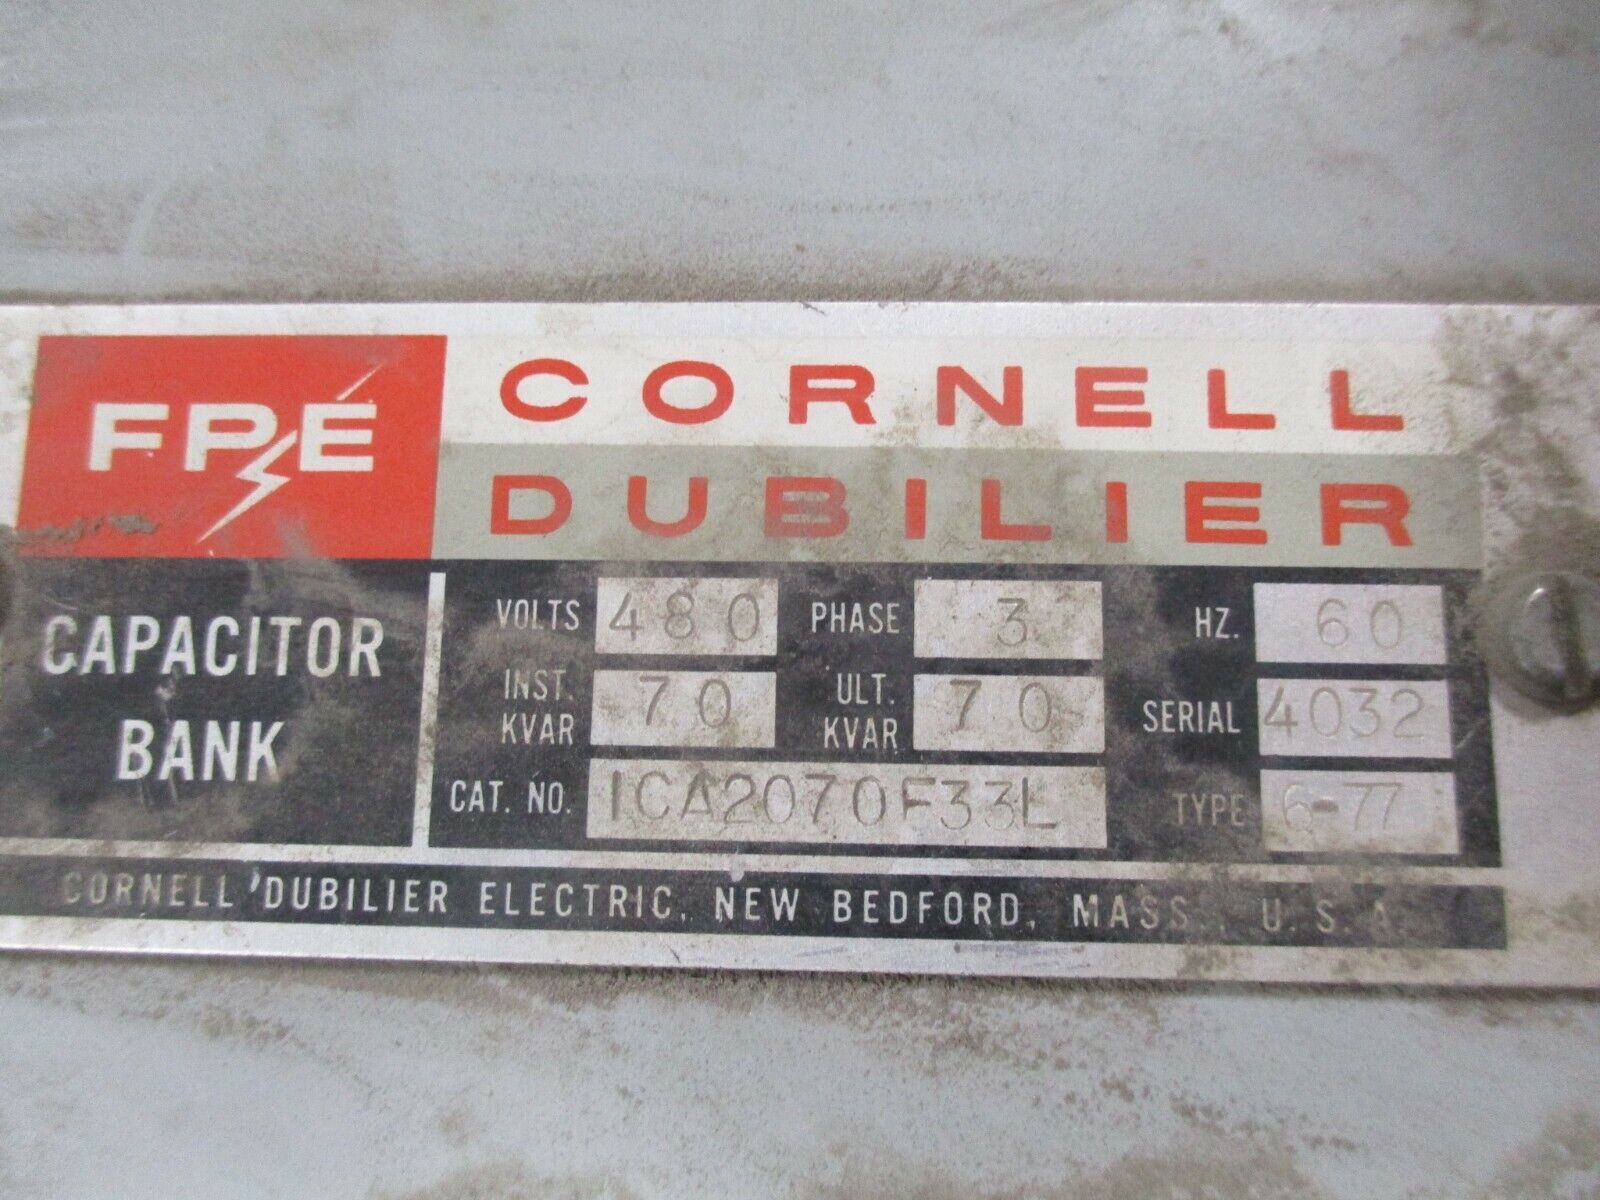 FPE
CORNELL
DUBILIER
CAPACITOR
BANK
VOLTS 480 PHASE 3 HZ. 60
INST. KVAR 70 ULT. KVAR 70 SERIAL 4032
CAT. NO. ICA2070F33L TYPE 6-77
CORNELL DUBILIER ELECTRIC, NEW BEDFORD, MASS., U.S.A.